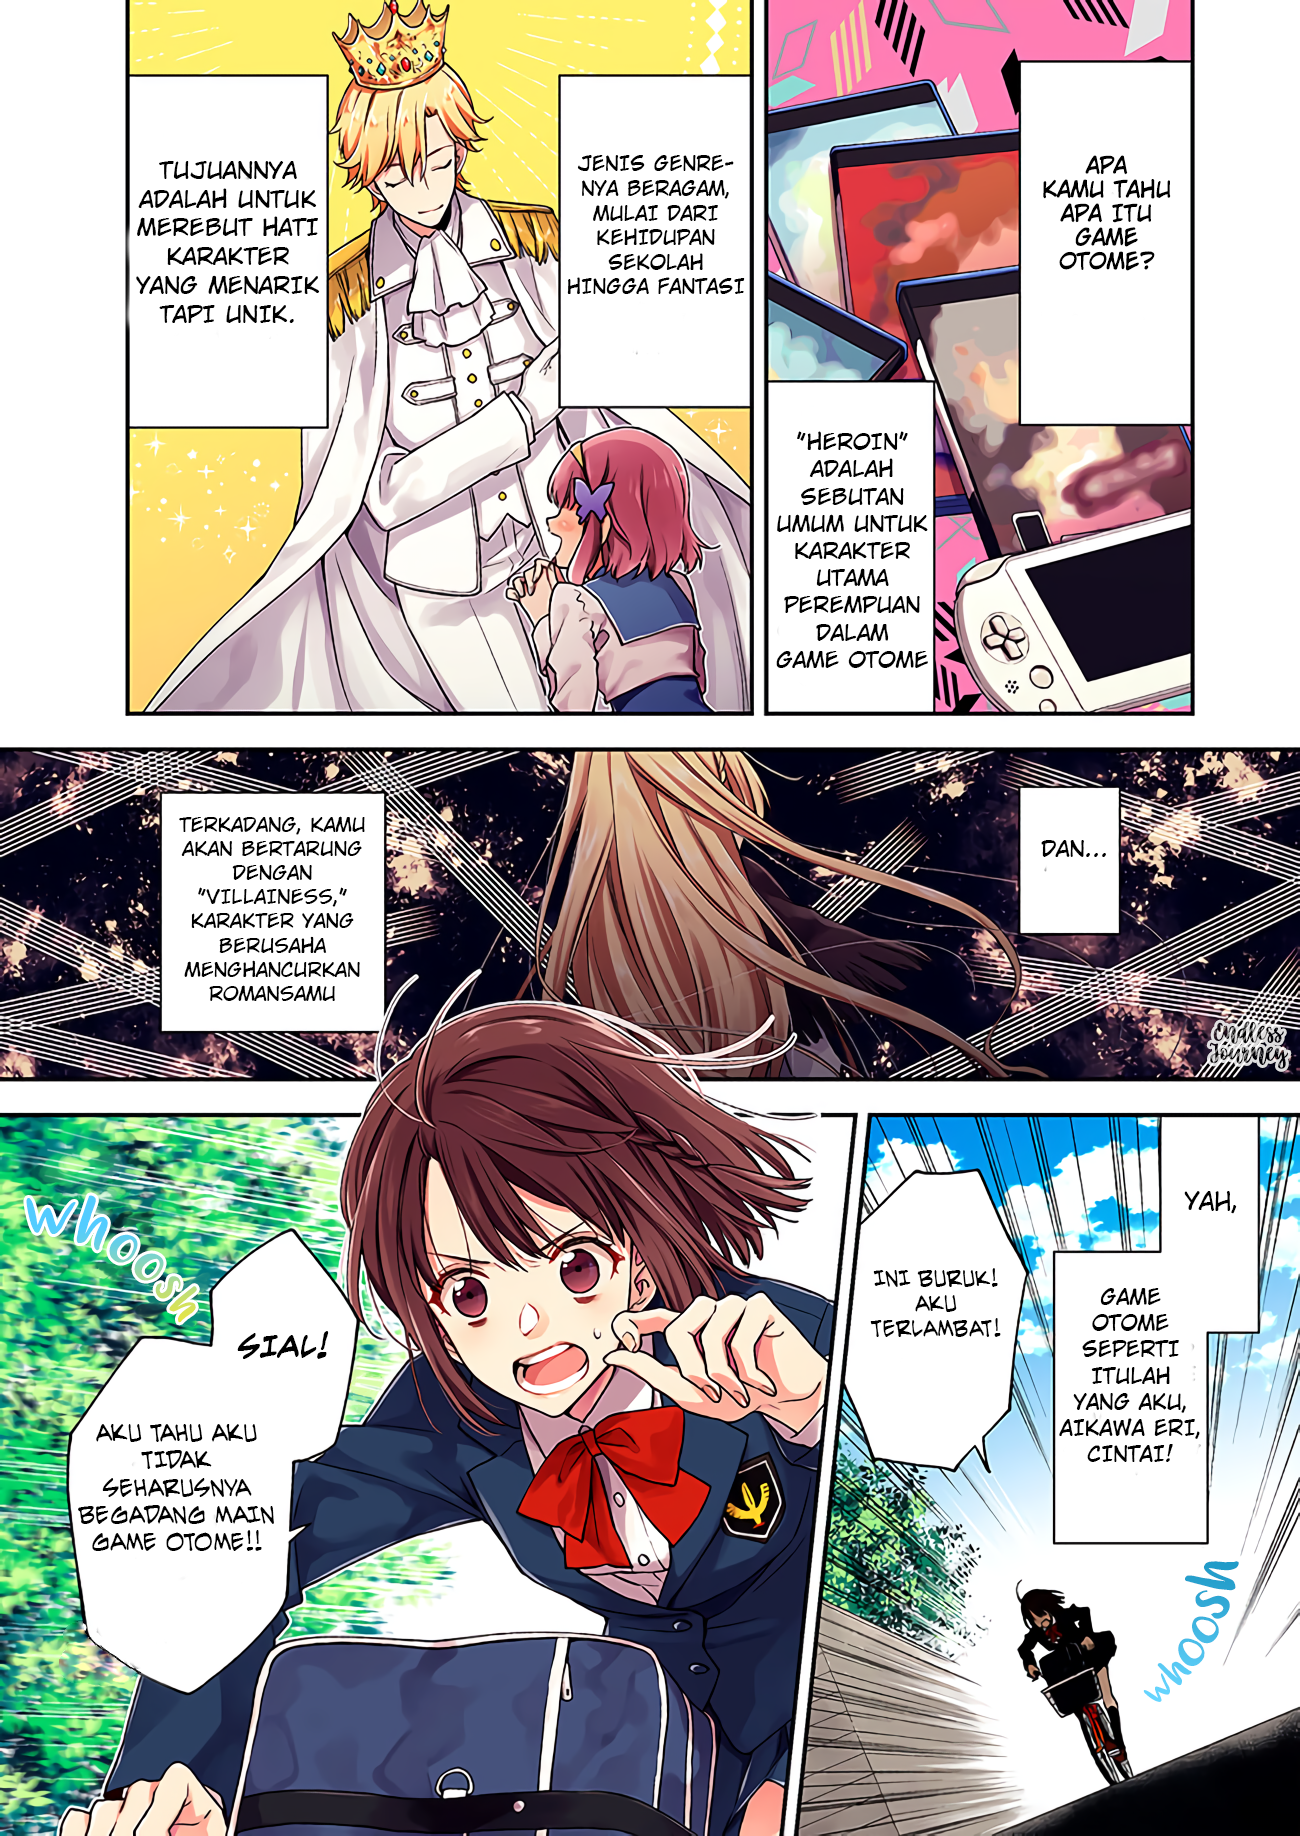 APA
KAMU TAHU
APA ITU
GAME
OTOME?
"HEROIN"
ADALAH
SEBUTAN
UMUM UNTUK
KARAKTER
UTAMA
PEREMPUAN
DALAM
GAME OTOME
JENIS GENRE-
NYA BERAGAM,
MULAI DARI
KEHIDUPAN
SEKOLAH
HINGGA FANTASI
TUJUANNYA
ADALAH UNTUK
MEREBUT HATI
KARAKTER
YANG MENARIK
TAPI UNIK.
DAN...
TERKADANG, KAMU
AKAN BERTARUNG
DENGAN
"VILLAINESS,"
KARAKTER YANG
BERUSAHA
MENGHANCURKAN
ROMANSAMU
Endless
Journey
YAH,
GAME
OTOME
SEPERTI
ITULAH
YANG AKU,
AIKAWA ERI,
CINTAI!
INI BURUK!
AKU
TERLAMBAT!
whoosh
whoosh
SIAL!
AKU TAHU AKU
TIDAK
SEHARUSNYA
BEGADANG MAIN
GAME OTOME!!